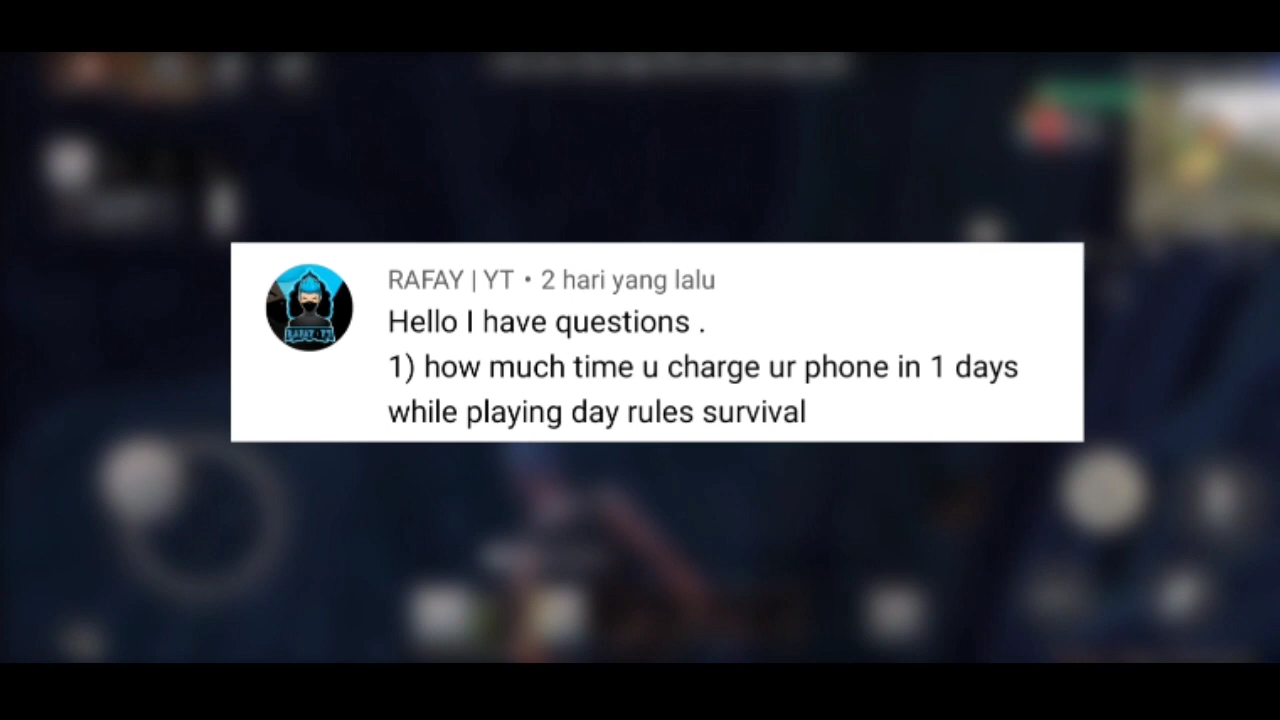 RAFAY | YT • 2 hari yang lalu
Hello I have questions .
1) how much time u charge ur phone in 1 days
while playing day rules survival